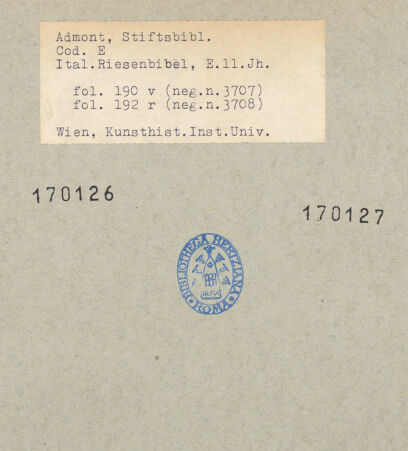 Admont, Stiftsbibl.
Cod. E
Ital.Riesenbibel, E.11.Jh.
fol. 190 v (neg.n.3707)
fol. 192 r (neg.n.3708)
Wien, Kunsthist.Inst.Univ.
170126
170127
BIBLIOTHECA HERTZIANA
ROMA